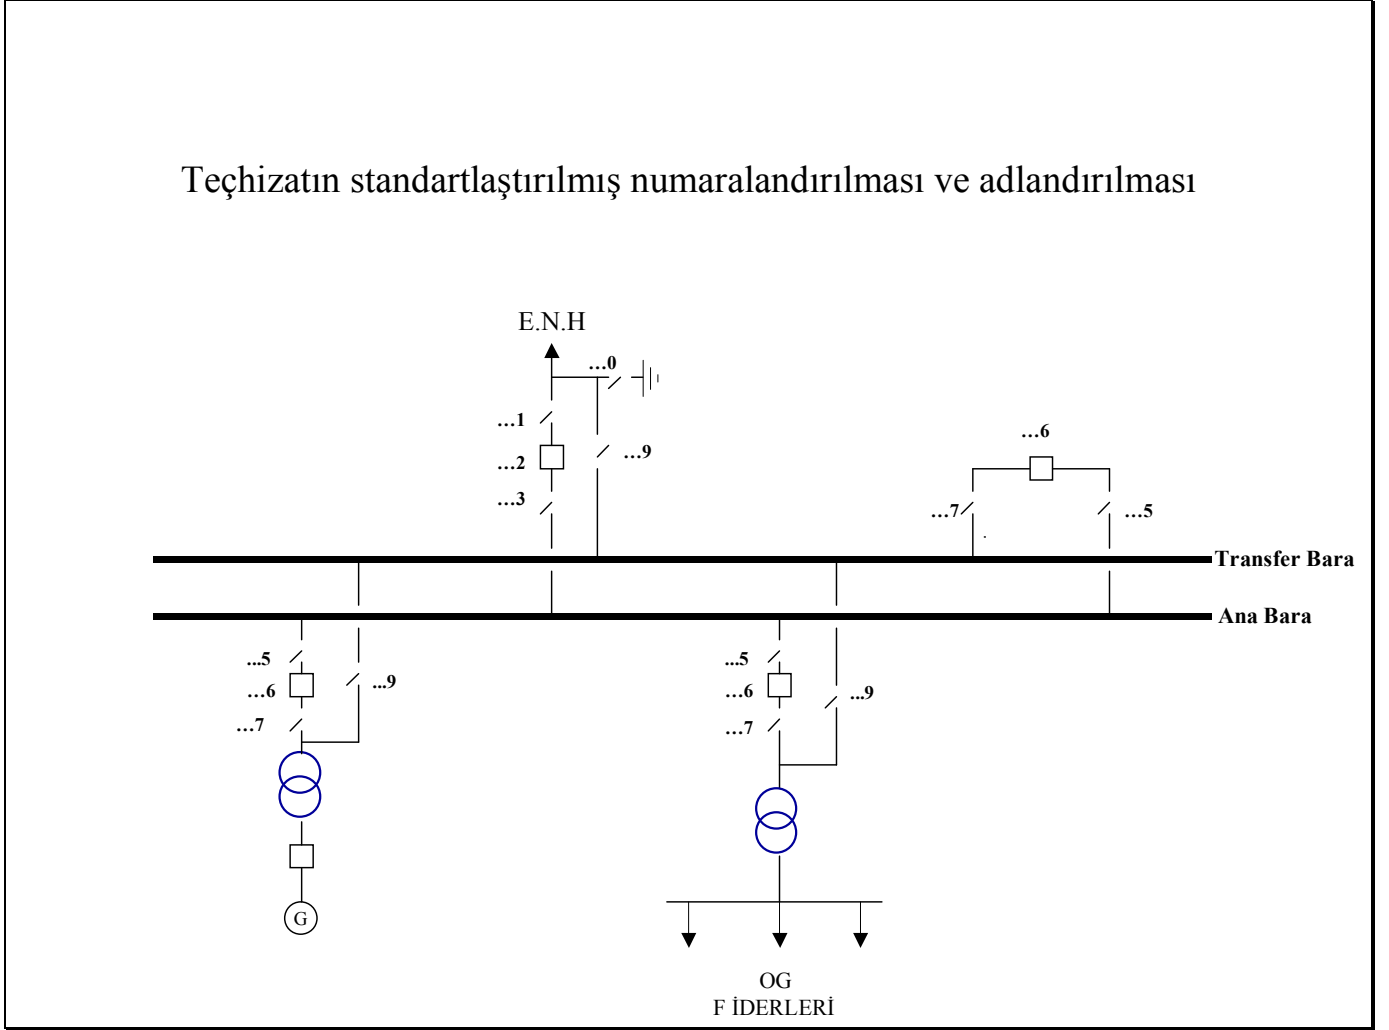 Teçhizatın standartlaştırılmış numaralandırılması ve adlandırılması
E.N.H
…0
…1
…2
…9
…3
…6
…7
…5
Transfer Bara
Ana Bara
...5
…6
...9
…7
...5
…6
...9
…7
G
OG
F İDERLERİ